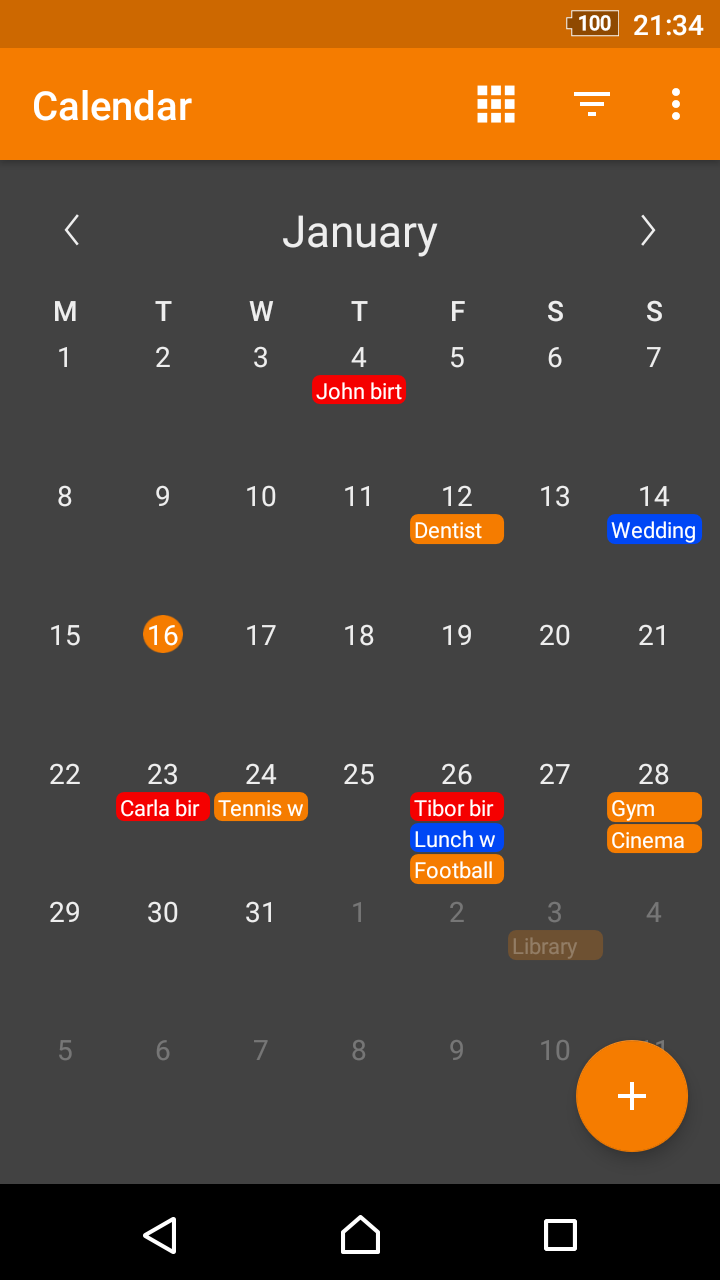 100 21:34
Calendar
January
M T W T F S S
1 2 3 4 5 6 7
John birt
8 9 10 11 12 13 14
Dentist Wedding
15 16 17 18 19 20 21
22 23 24 25 26 27 28
Carla bir Tennis w Tibor bir Gym
Lunch w Cinema
Football
29 30 31 1 2 3 4
Library
5 6 7 8 9 10 11